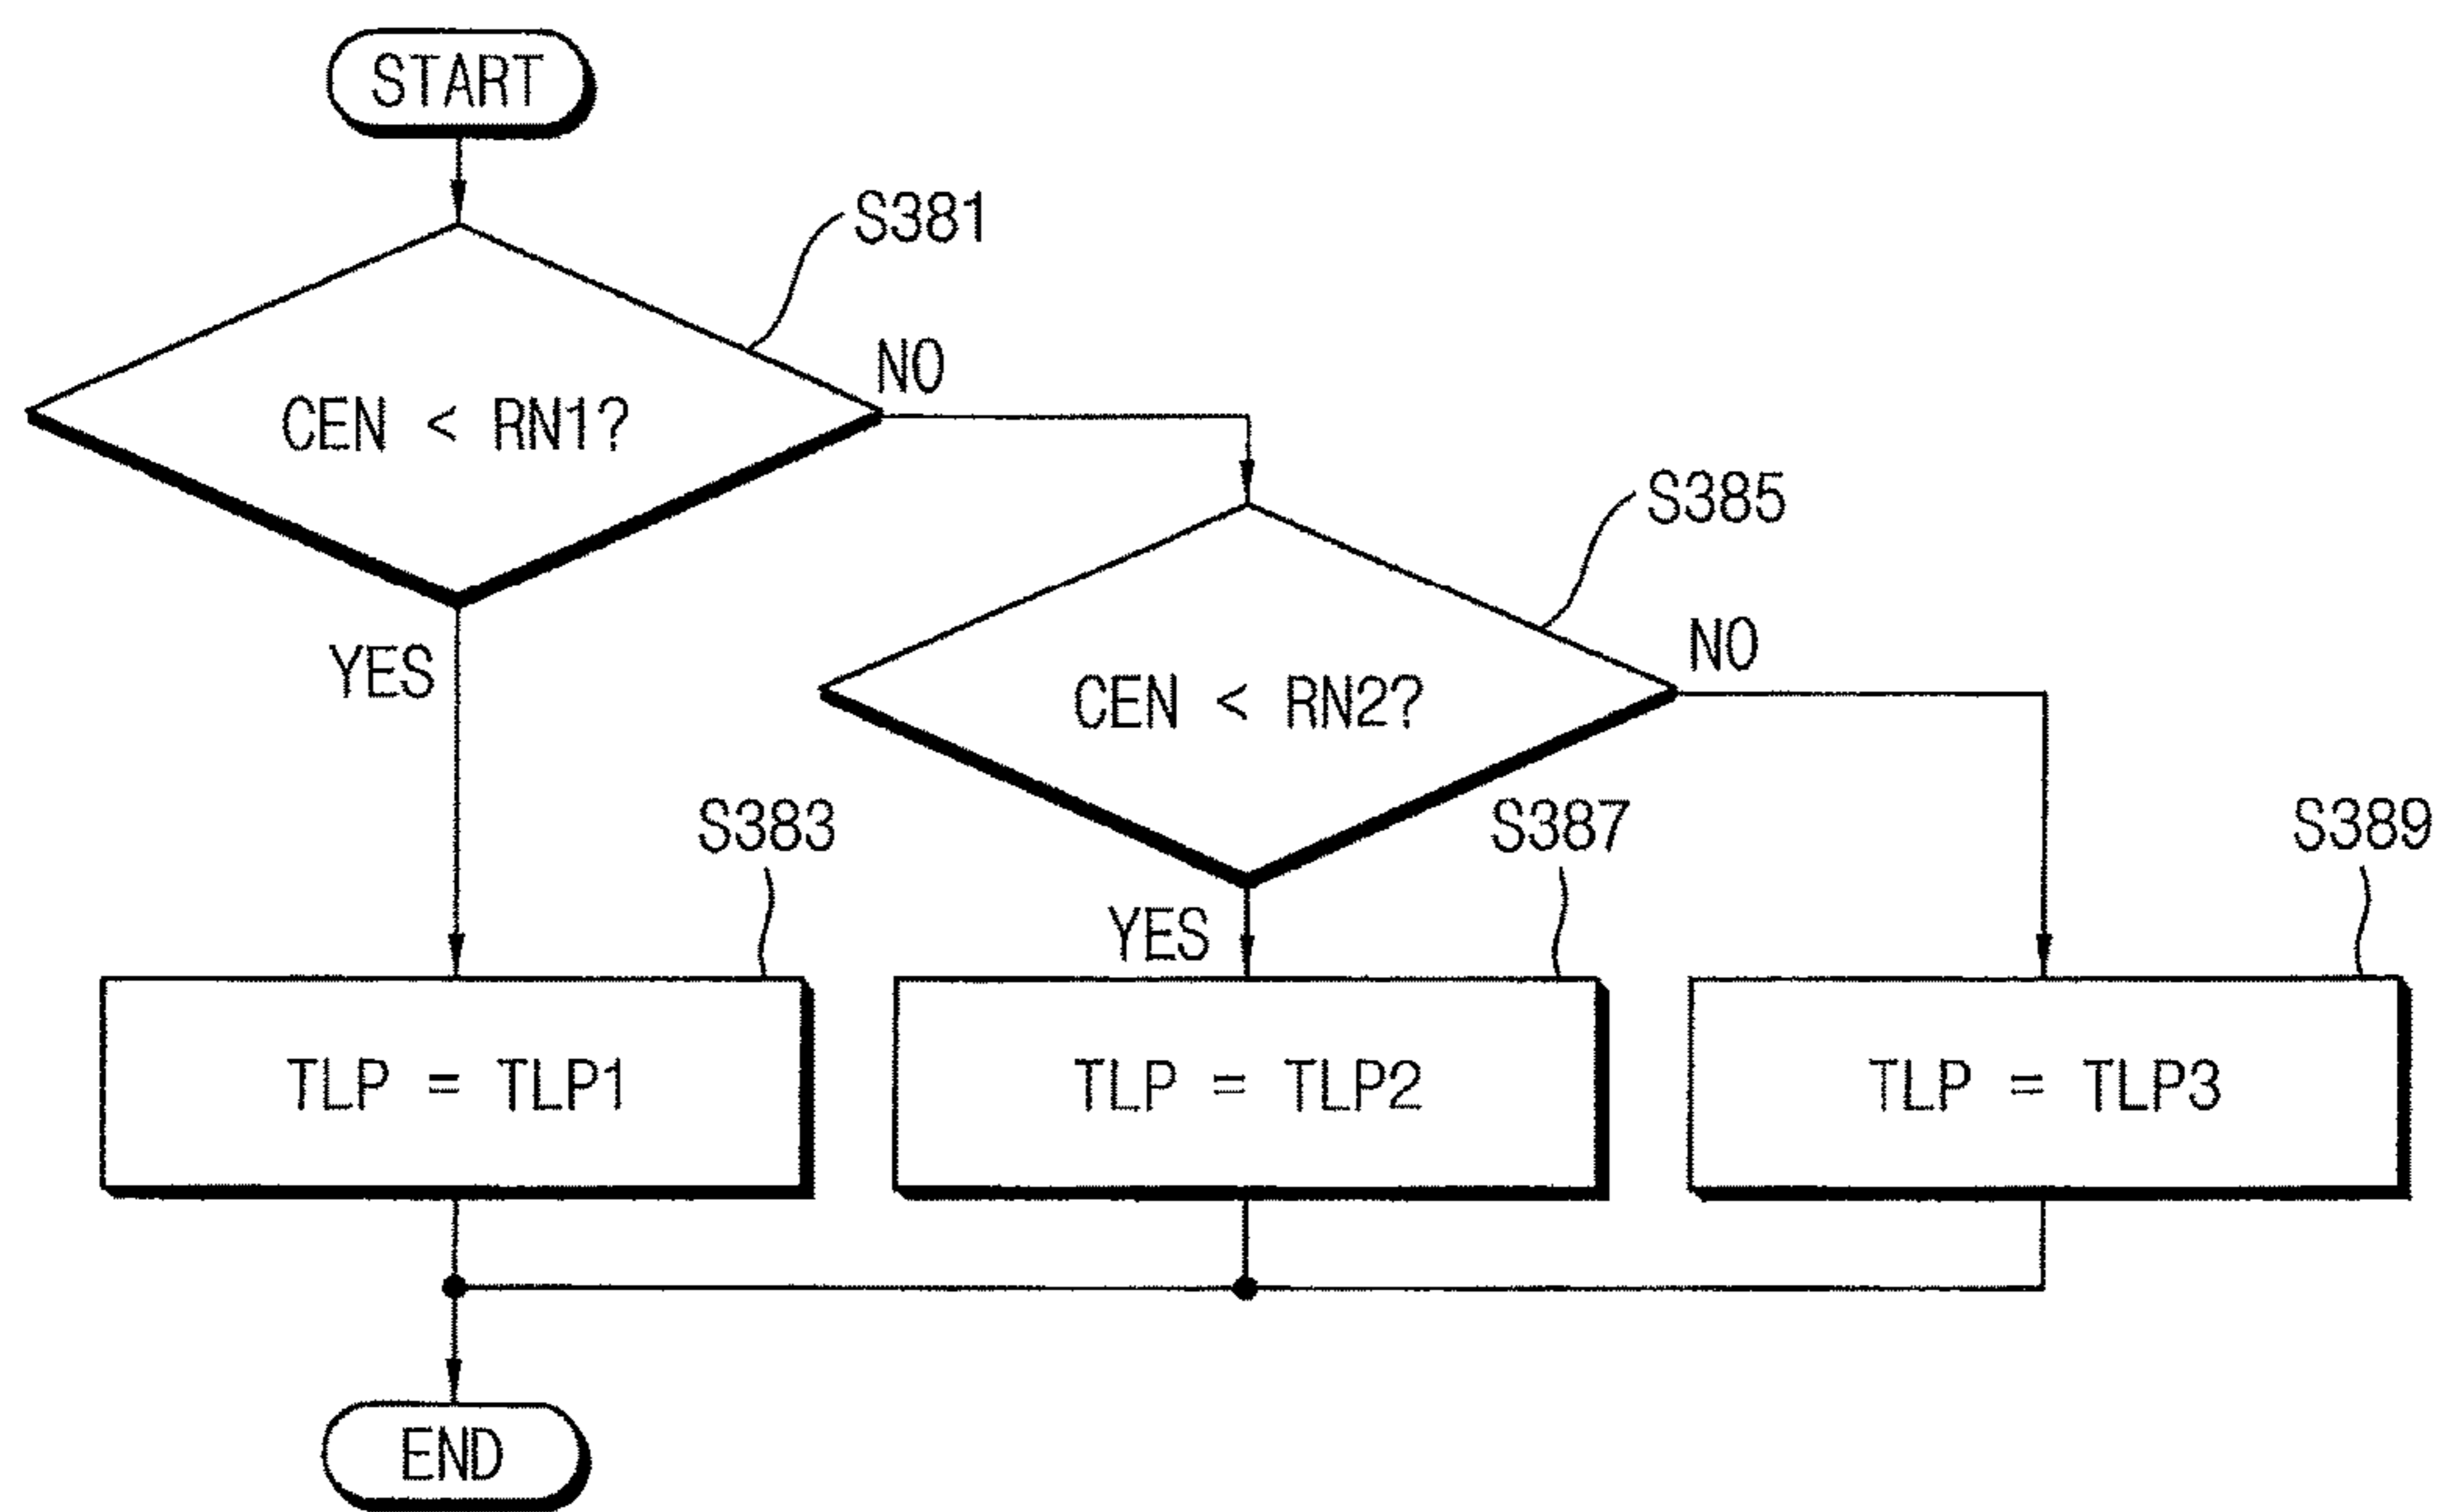 START
S381
NO
CEN < RN1?
S385
YES
NO
CEN < RN2?
S383
S387
S389
YES
TLP = TLP1
TLP = TLP2
TLP = TLP3
END